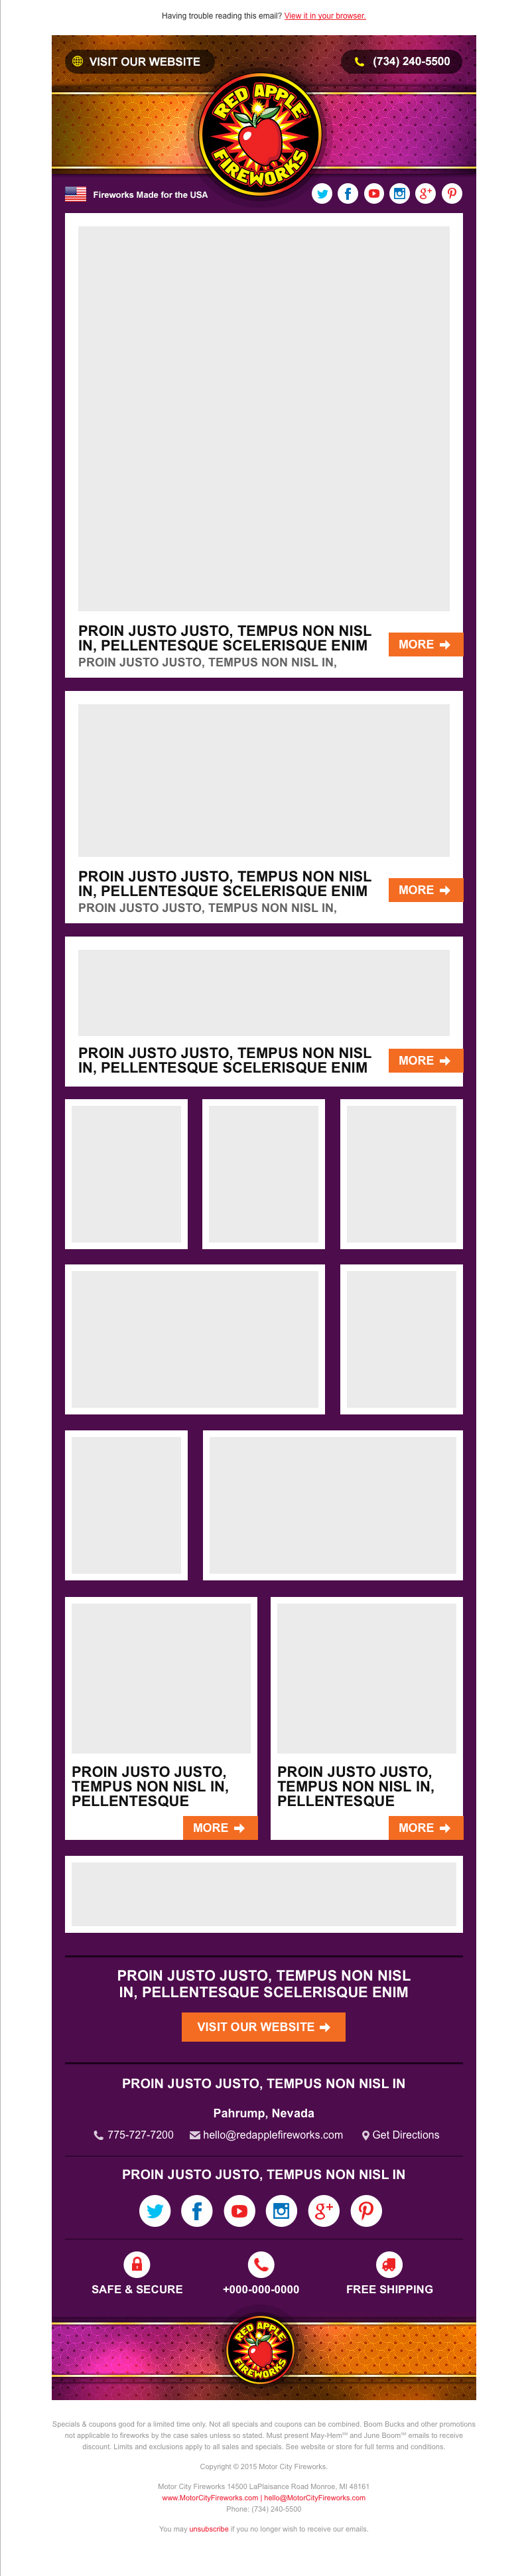 Having trouble reading this email? View it in your browser.
VISIT OUR WEBSITE
(734) 240-5500
RED APPLE
FIREWORKS
Fireworks Made for the USA
PROIN JUSTO JUSTO, TEMPUS NON NISL
IN, PELLENTESQUE SCELERISQUE ENIM
PROIN JUSTO JUSTO, TEMPUS NON NISL IN,
MORE
PROIN JUSTO JUSTO, TEMPUS NON NISL
IN, PELLENTESQUE SCELERISQUE ENIM
PROIN JUSTO JUSTO, TEMPUS NON NISL IN,
MORE
PROIN JUSTO JUSTO, TEMPUS NON NISL
IN, PELLENTESQUE SCELERISQUE ENIM
MORE
PROIN JUSTO JUSTO,
TEMPUS NON NISL IN,
PELLENTESQUE
MORE
PROIN JUSTO JUSTO,
TEMPUS NON NISL IN,
PELLENTESQUE
MORE
PROIN JUSTO JUSTO, TEMPUS NON NISL
IN, PELLENTESQUE SCELERISQUE ENIM
VISIT OUR WEBSITE
PROIN JUSTO JUSTO, TEMPUS NON NISL IN
Pahrump, Nevada
775-727-7200 hello@redapplefireworks.com Get Directions
PROIN JUSTO JUSTO, TEMPUS NON NISL IN
SAFE & SECURE
+000-000-0000
FREE SHIPPING
RED APPLE
FIREWORKS
Specials & coupons good for a limited time only. Not all specials and coupons can be combined. Boom Bucks and other promotions
not applicable to fireworks by the case sales unless so stated. Must present May-Hem℠ and June Boom℠ emails to receive
discount. Limits and exclusions apply to all sales and specials. See website or store for full terms and conditions.
Copyright © 2015 Motor City Fireworks.
Motor City Fireworks 14500 LaPlaisance Road Monroe, MI 48161
www.MotorCityFireworks.com | hello@MotorCityFireworks.com
Phone: (734) 240-5500
You may unsubscribe if you no longer wish to receive our emails.